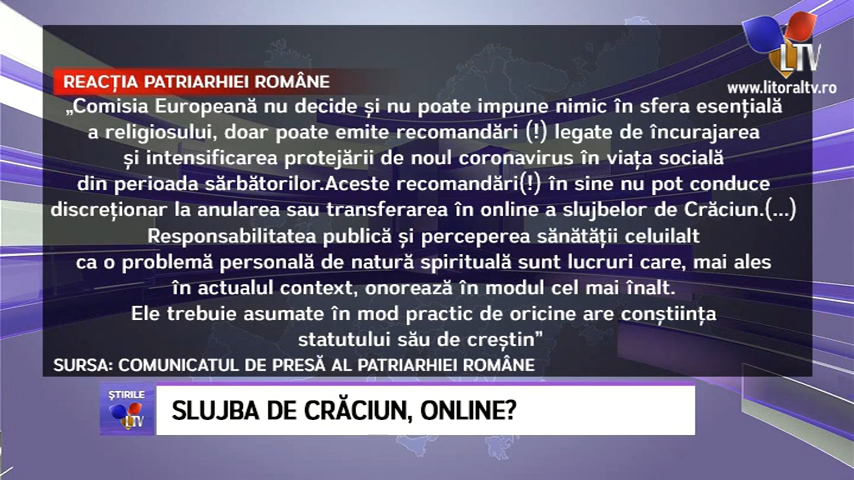 LTV
www.litoraltv.ro
REACȚIA PATRIARHIEI ROMÂNE
„Comisia Europeană nu decide și nu poate impune nimic în sfera esențială
a religiosului, doar poate emite recomandări (!) legate de încurajarea
și intensificarea protejării de noul coronavirus în viața socială
din perioada sărbătorilor.Aceste recomandări(!) în sine nu pot conduce
discreționar la anularea sau transferarea în online a slujbelor de Crăciun.(...)
Responsabilitatea publică și perceperea sănătății celuilalt
ca o problemă personală de natură spirituală sunt lucruri care, mai ales
în actualul context, onorează în modul cel mai înalt.
Ele trebuie asumate în mod practic de oricine are conștiința
statutului său de creștin”
SURSA: COMUNICATUL DE PRESĂ AL PATRIARHIEI ROMÂNE
ȘTIRILE
LTV
SLUJBA DE CRĂCIUN, ONLINE?